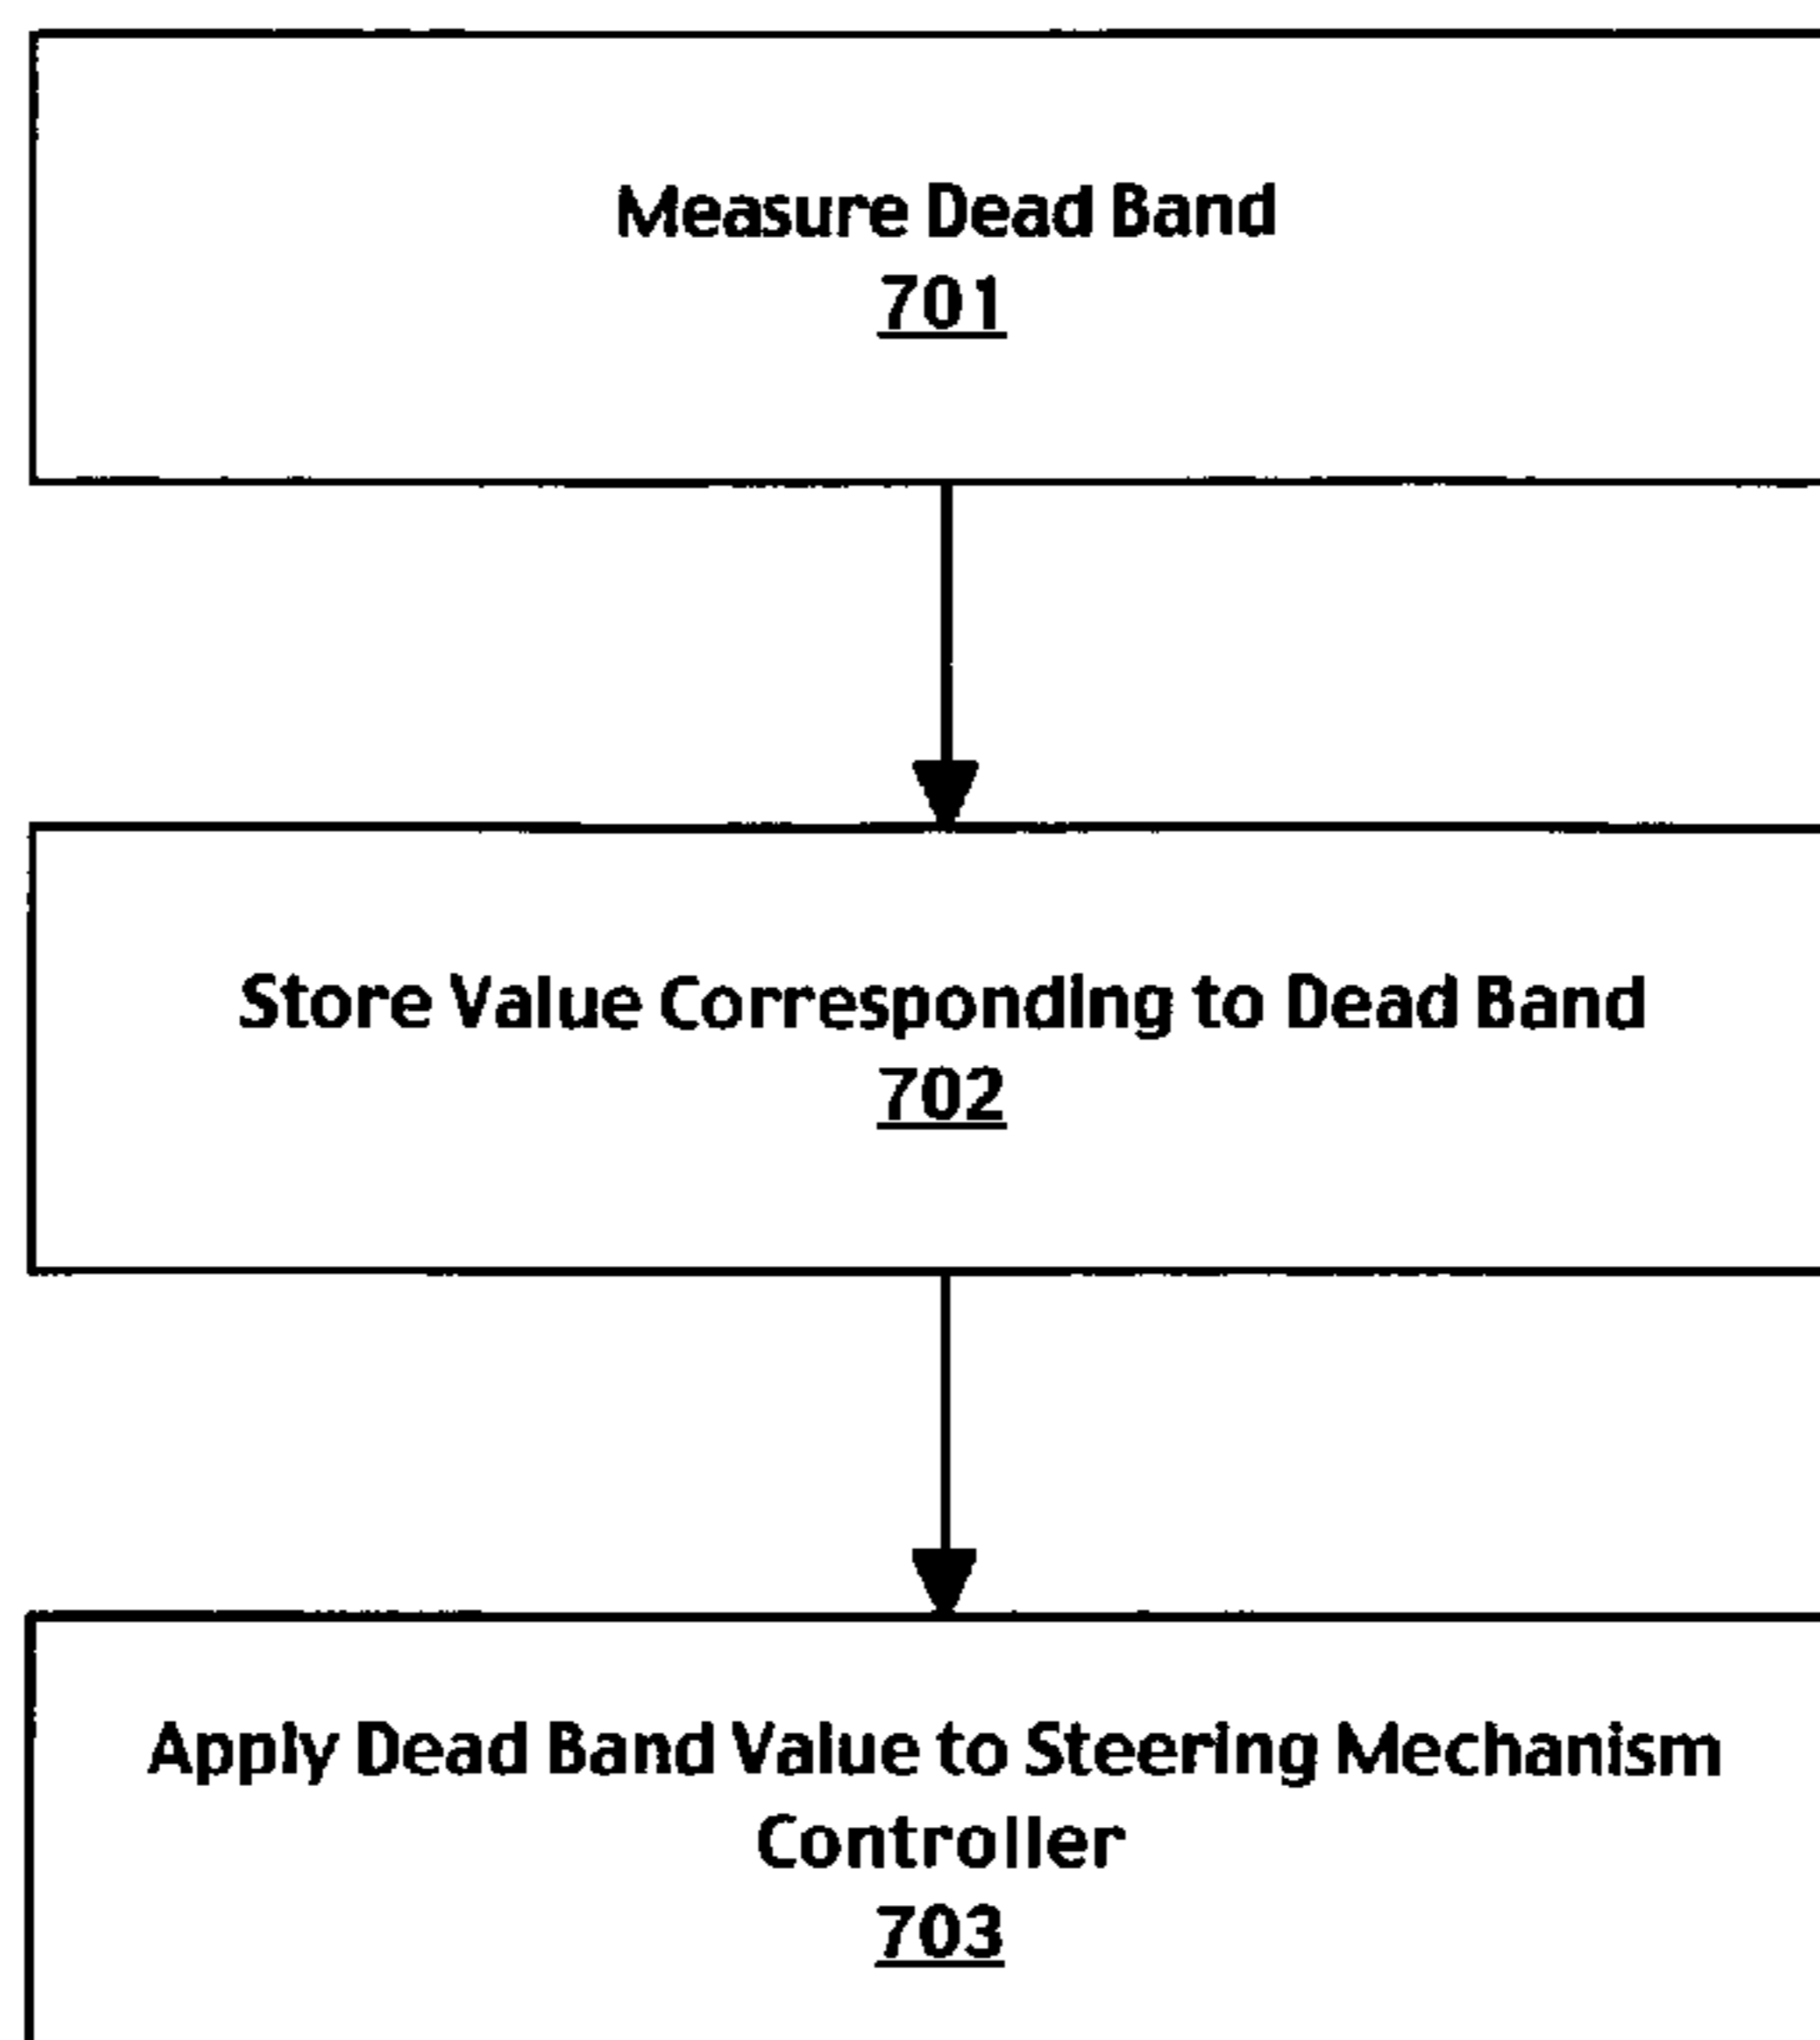 Measure Dead Band
701
Store Value Corresponding to Dead Band
702
Apply Dead Band Value to Steering Mechanism
Controller
703